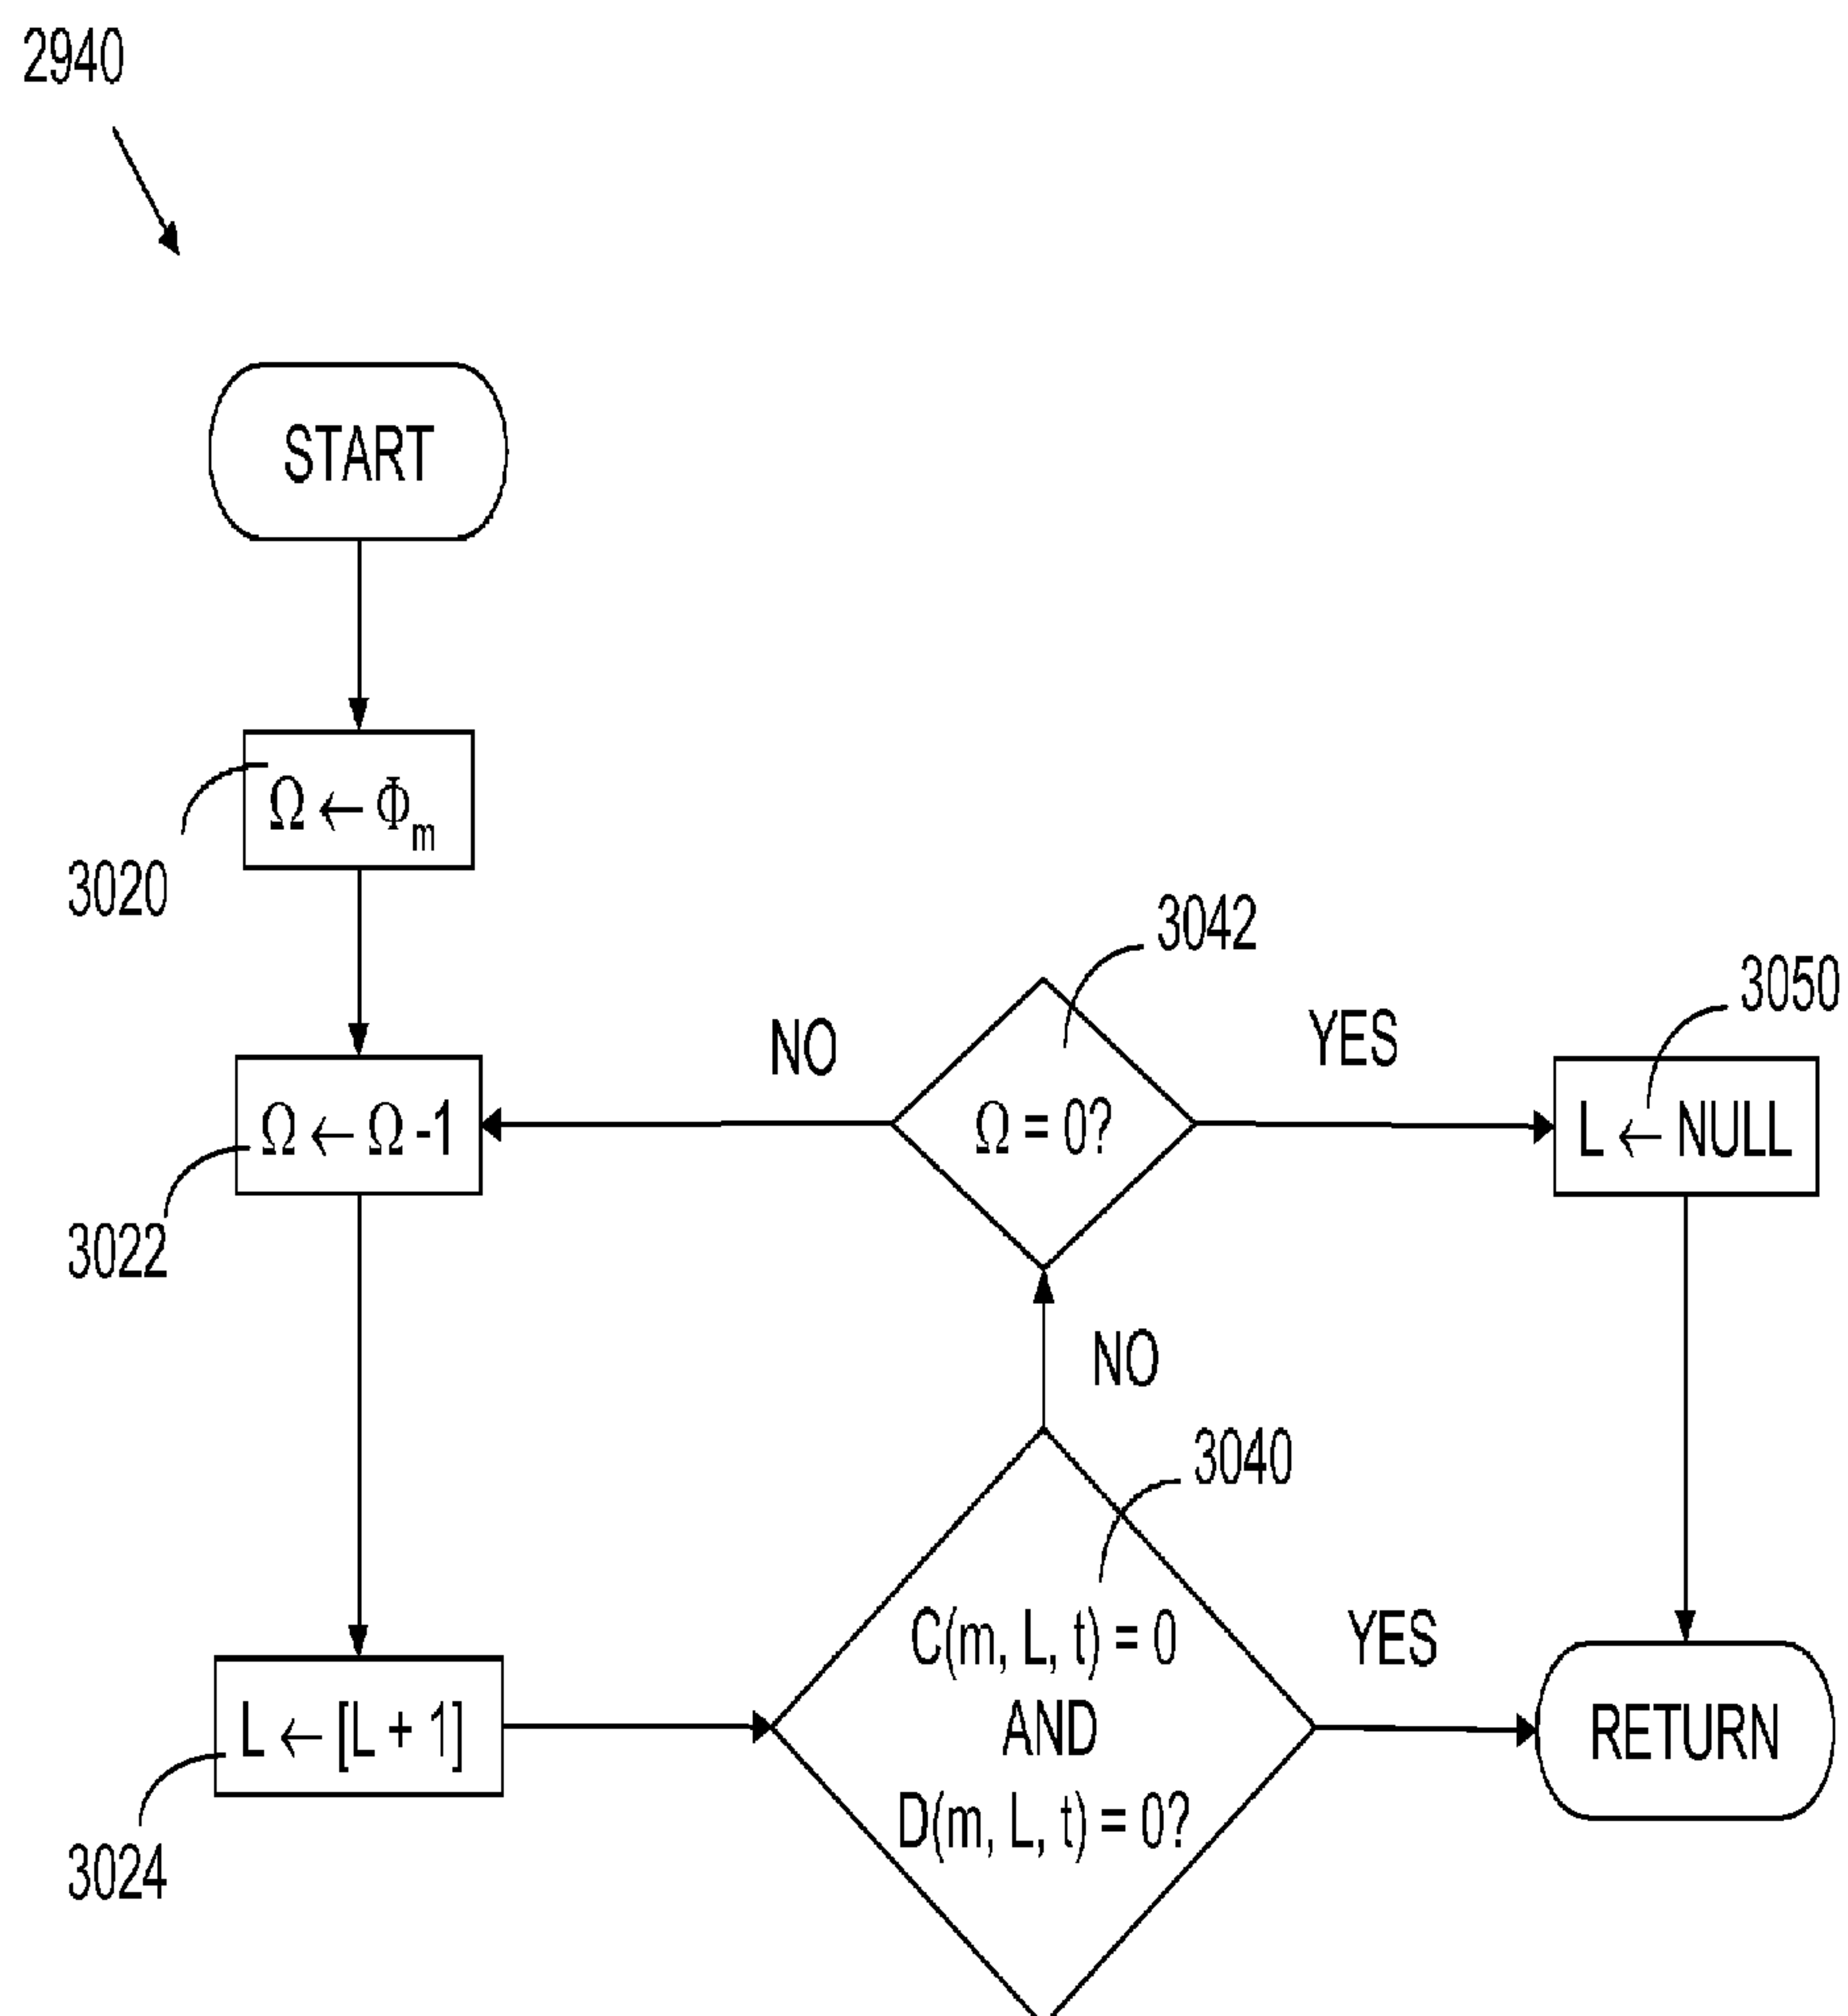 2940
START
Ω ← Φm
3020
3042
3050
NO
YES
Ω ← Ω -1
Ω = 0?
L ← NULL
3022
NO
3040
C(m, L, t) = 0
YES
AND
L ← [L + 1]
RETURN
D(m, L, t) = 0?
3024